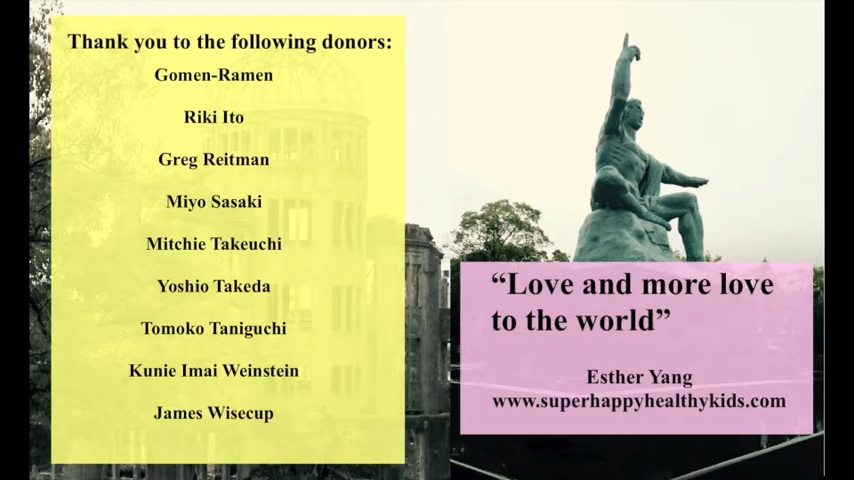 Thank you to the following donors:
Gomen-Ramen
Riki Ito
Greg Reitman
Miyo Sasaki
Mitchie Takeuchi
Yoshio Takeda
Tomoko Taniguchi
Kunie Imai Weinstein
James Wisecup
“Love and more love
to the world”
Esther Yang
www.superhappyhealthykids.com